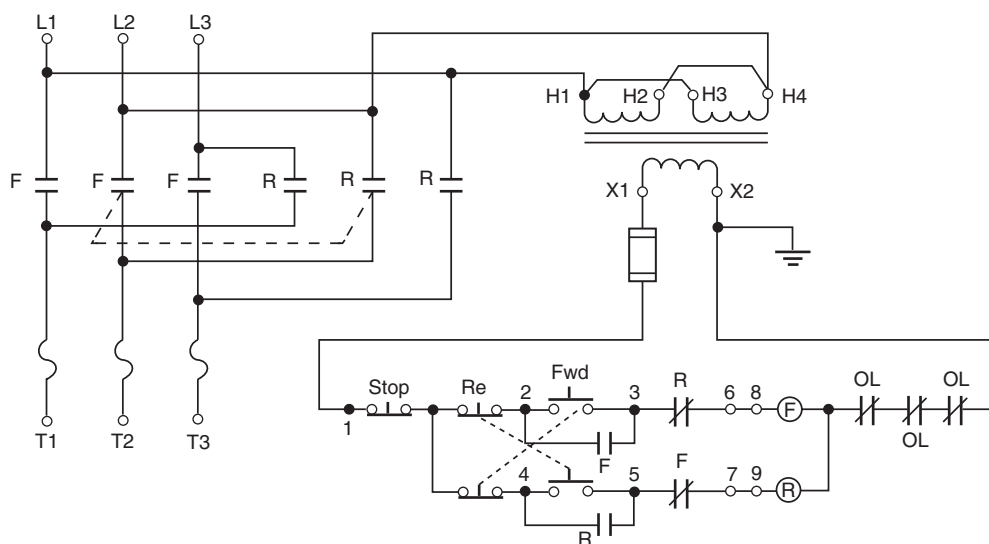 L1 L2 L3
H1 H2 H3 H4
F F F R R R
X1 X2
Stop Re 2 Fwd 3 R 6 8 F OL OL
1
T1 T2 T3
F OL
4 5 F 7 9 R
R